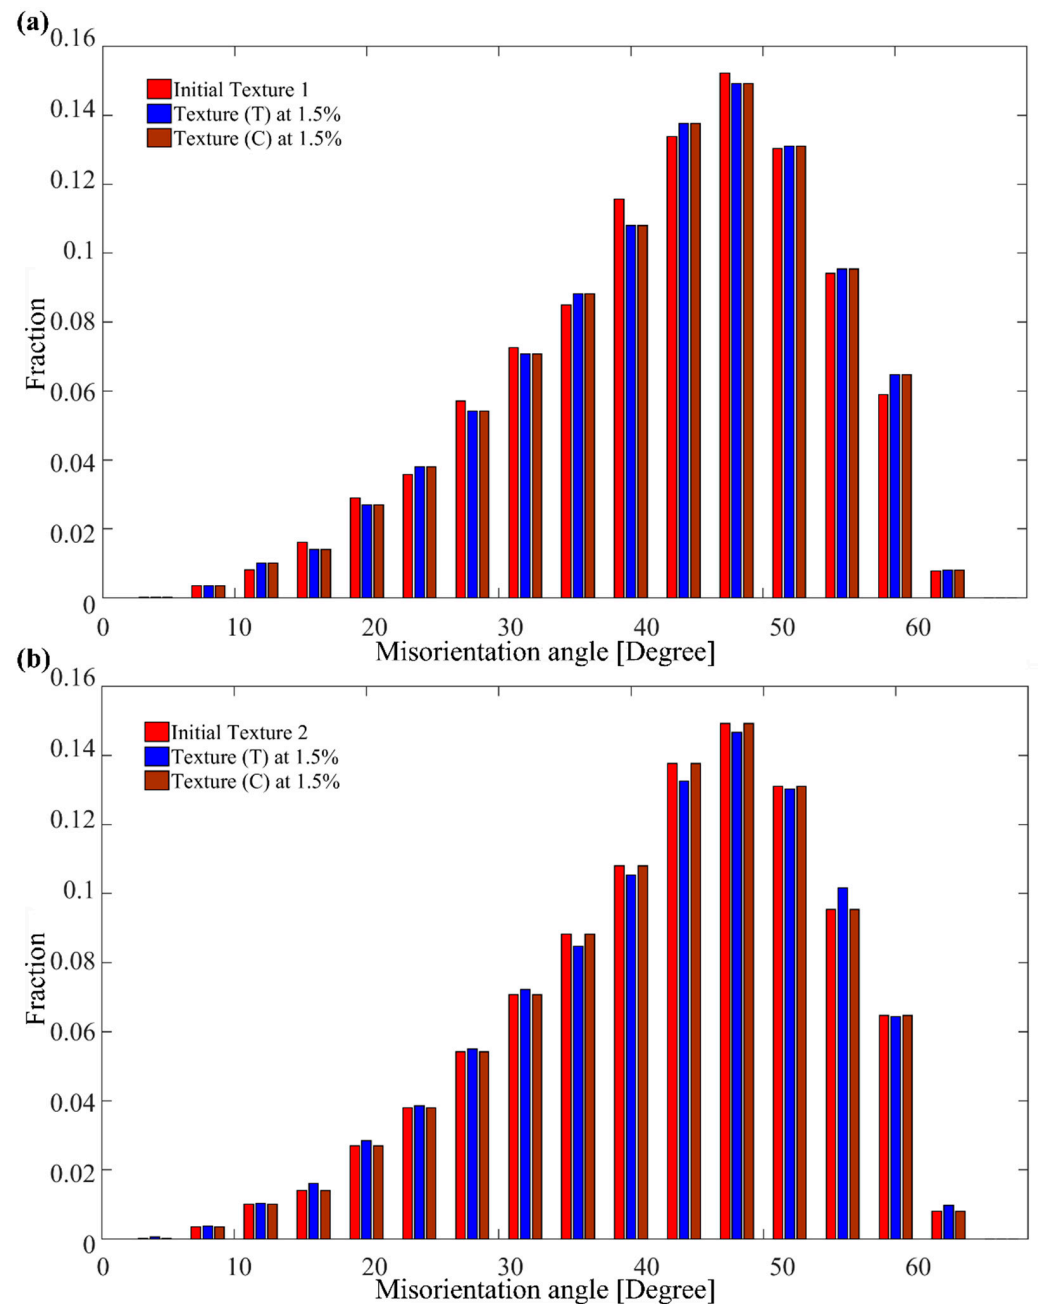 (a)
0.16
0.14
0.12
0.1
0.08
0.06
0.04
0.02
0
Fraction
Initial Texture 1
Texture (T) at 1.5%
Texture (C) at 1.5%
0 10 20 30 40 50 60
Misorientation angle [Degree]
(b)
0.16
0.14
0.12
0.1
0.08
0.06
0.04
0.02
0
Fraction
Initial Texture 2
Texture (T) at 1.5%
Texture (C) at 1.5%
0 10 20 30 40 50 60
Misorientation angle [Degree]